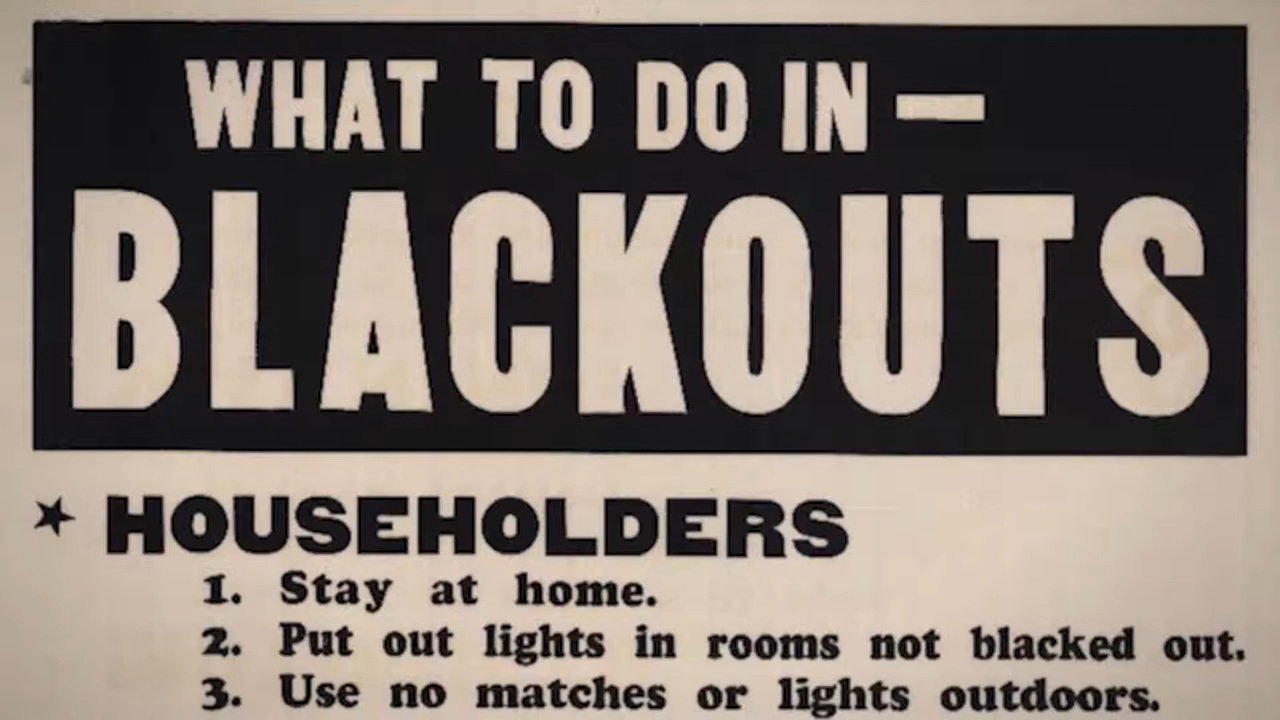 WHAT TO DO IN—
BLACKOUTS
★ HOUSEHOLDERS
1. Stay at home.
2. Put out lights in rooms not blacked out.
3. Use no matches or lights outdoors.